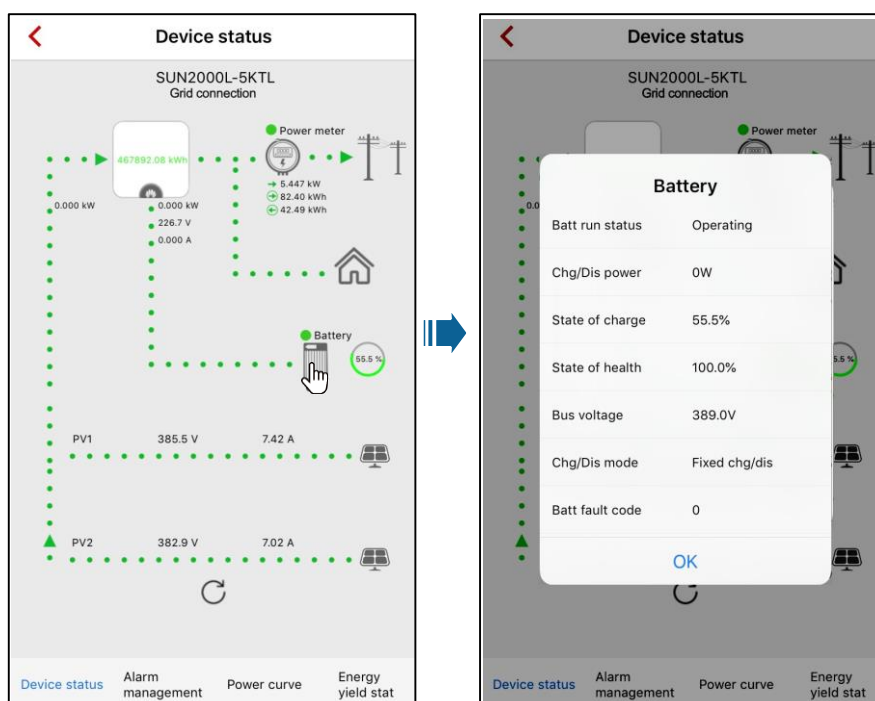 Device status
SUN2000L-5KTL
Grid connection
Power meter
467892.08 kWh
5.447 kW
82.40 kWh
42.49 kWh
0.000 kW
0.000 kW
226.7 V
0.000 A
Battery
55.5 %
PV1 385.5 V 7.42 A
PV2 382.9 V 7.02 A
Device status
Alarm
management
Power curve
Energy
yield stat
Device status
SUN2000L-5KTL
Grid connection
Power meter
0.0
Battery
Batt run status Operating
Chg/Dis power 0W
State of charge 55.5%
State of health 100.0%
5.5 %
Bus voltage 389.0V
Chg/Dis mode Fixed chg/dis
Batt fault code 0
OK
Device status
Alarm
management
Power curve
Energy
yield stat